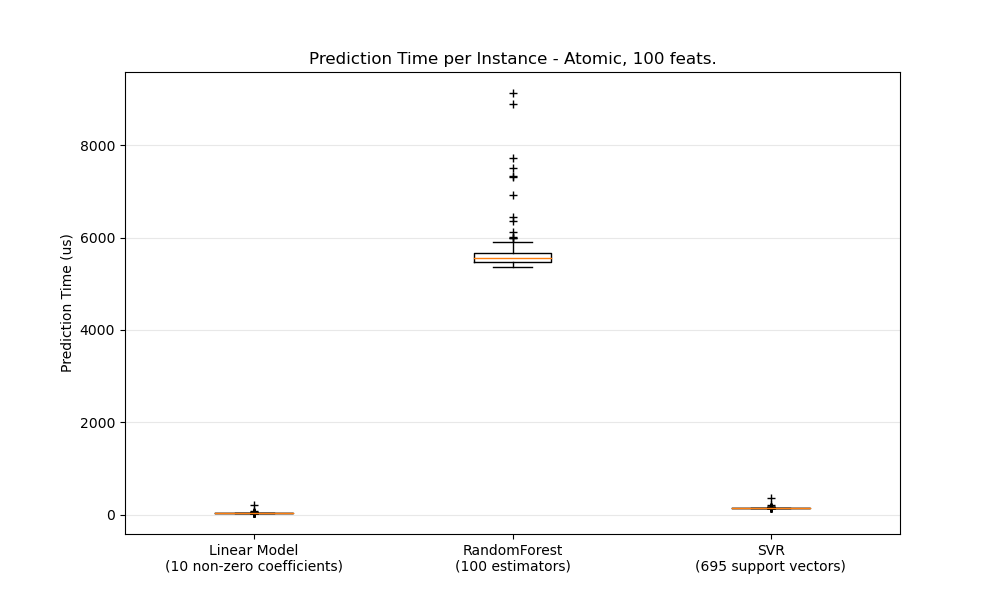 Prediction Time per Instance - Atomic, 100 feats.
Prediction Time (us)
8000
6000
4000
2000
0
Linear Model
(10 non-zero coefficients)
RandomForest
(100 estimators)
SVR
(695 support vectors)